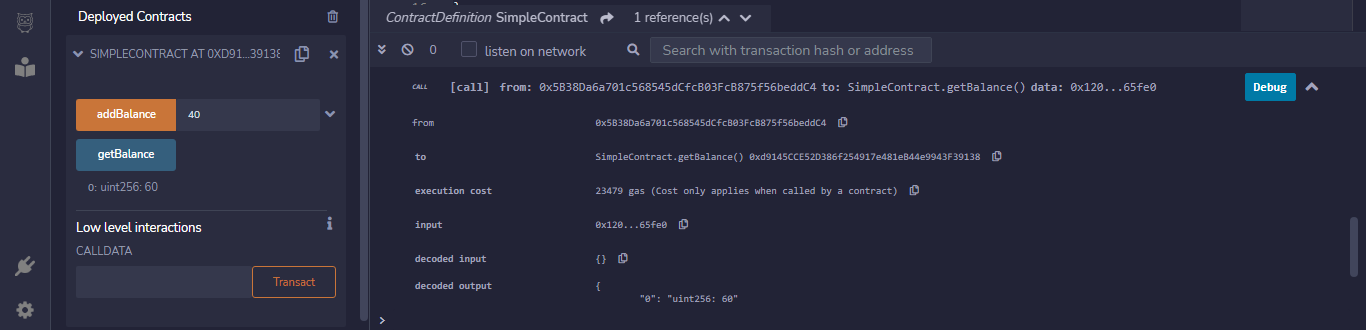 Deployed Contracts
SIMPLECONTRACT AT 0XD91...39138
addBalance 40
getBalance
0: uint256: 60
Low level interactions
CALLDATA
Transact
ContractDefinition SimpleContract 1 reference(s)
0 listen on network Search with transaction hash or address
CALL [call] from: 0x5B38Da6a701c568545dCfcB03FcB875f56beddC4 to: SimpleContract.getBalance() data: 0x120...65fe0 Debug
from 0x5B38Da6a701c568545dCfcB03FcB875f56beddC4
to SimpleContract.getBalance() 0xd9145CCE52D386f254917e481eB44e9943F39138
execution cost 23479 gas (Cost only applies when called by a contract)
input 0x120...65fe0
decoded input {}
decoded output {
"0": "uint256: 60"
>